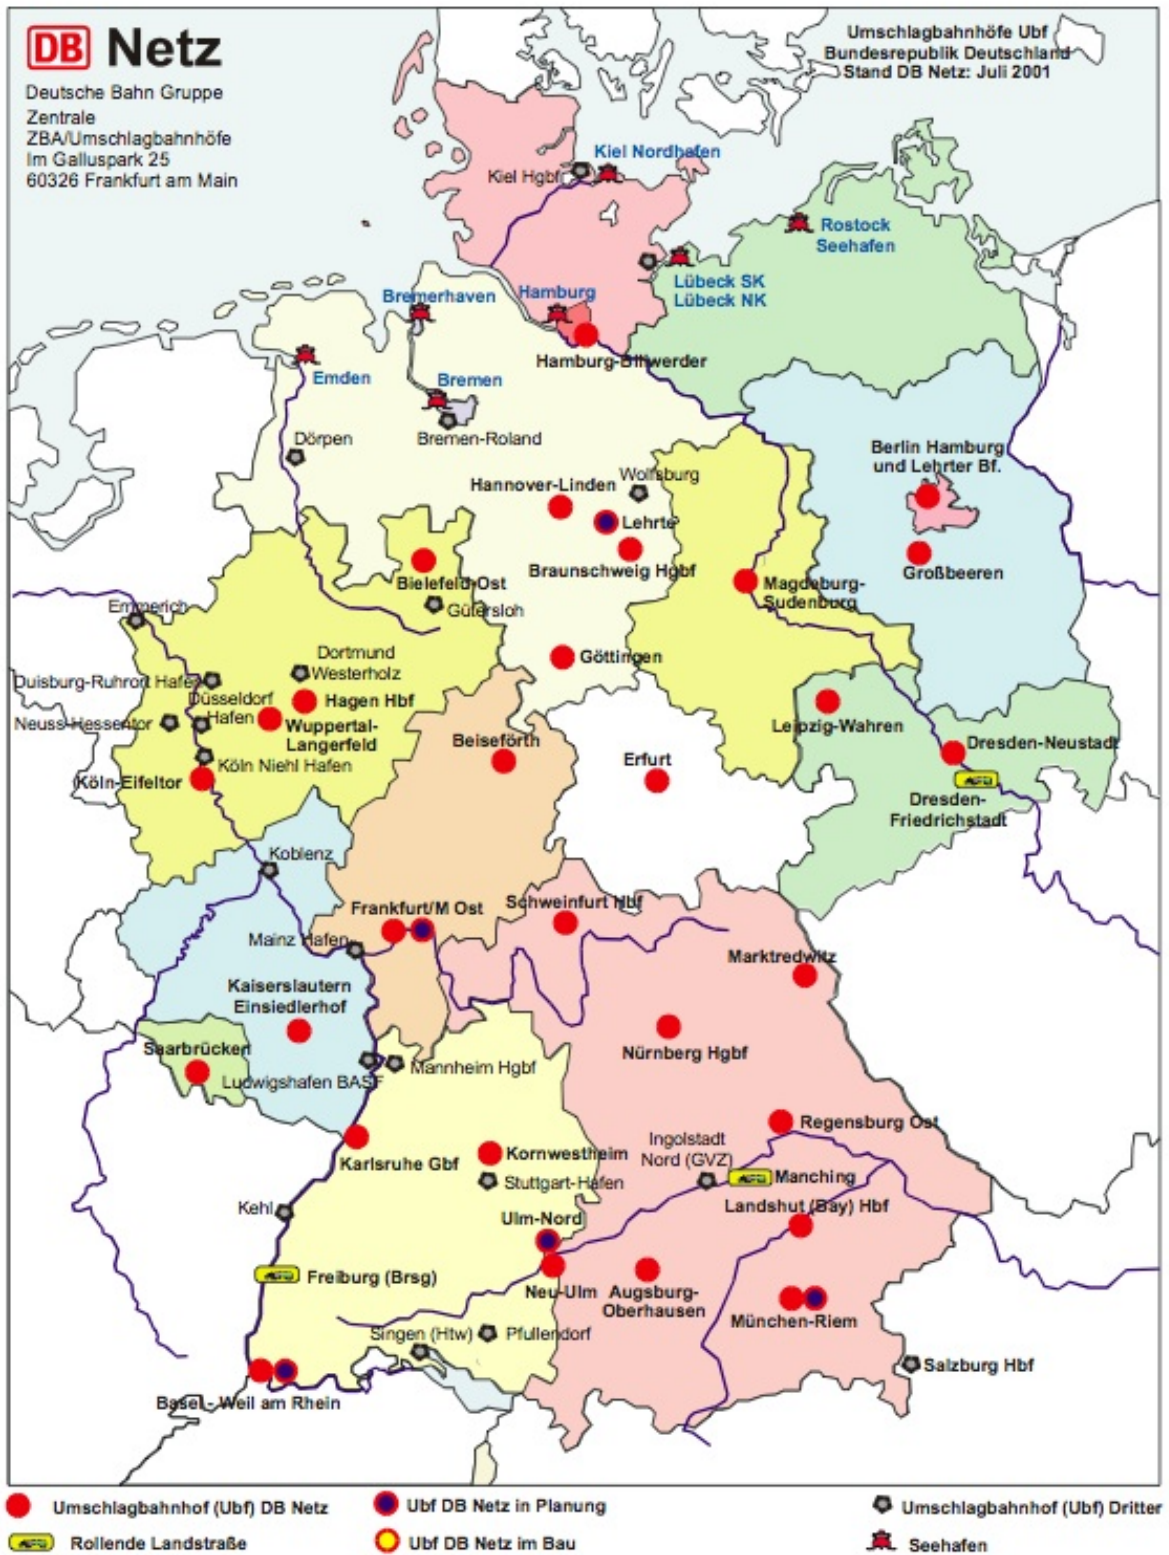 DB Netz
Deutsche Bahn Gruppe
Zentrale
ZBA/Umschlagbahnhöfe
Im Galluspark 25
60326 Frankfurt am Main
Umschlagbahnhöfe Ubf
Bundesrepublik Deutschland
Stand DB Netz: Juli 2001
Kiel Nordhafen
Kiel Hgbf
Rostock
Seehafen
Lübeck SK
Lübeck NK
Bremerhaven
Hamburg
Hamburg-Billwerder
Emden
Bremen
Bremen-Roland
Dörpen
Berlin Hamburg
und Lehrter Bf.
Wolfsburg
Hannover-Linden
Lehrte
Braunschweig Hgbf
Großbeeren
Bielefeld-Ost
Gütersloh
Magdeburg-
Sudenburg
Emmerich
Göttingen
Dortmund
Westerholz
Duisburg-Ruhrort Hafen
Düsseldorf
Hafen
Hagen Hbf
Neuss-Hessentor
Wuppertal-
Langerfeld
Leipzig-Wahren
Beiseförth
Dresden-Neustadt
Köln Niehl Hafen
Erfurt
Köln-Eifeltor
Dresden-
Friedrichstadt
Koblenz
Frankfurt/M Ost
Schweinfurt Hbf
Mainz Hafen
Marktredwitz
Kaiserslautern
Einsiedlerhof
Saarbrücken
Nürnberg Hgbf
Mannheim Hgbf
Ludwigshafen BASF
Regensburg Ost
Ingolstadt
Nord (GVZ)
Karlsruhe Gbf
Kornwestheim
Stuttgart-Hafen
Manching
Kehl
Landshut (Bay) Hbf
Ulm-Nord
Freiburg (Brsg)
Neu-Ulm
Augsburg-
Oberhausen
München-Riem
Singen (Htw)
Pfullendorf
Salzburg Hbf
Basel - Weil am Rhein
Umschlagbahnhof (Ubf) DB Netz
Ubf DB Netz in Planung
Umschlagbahnhof (Ubf) Dritter
Rollende Landstraße
Ubf DB Netz im Bau
Seehafen